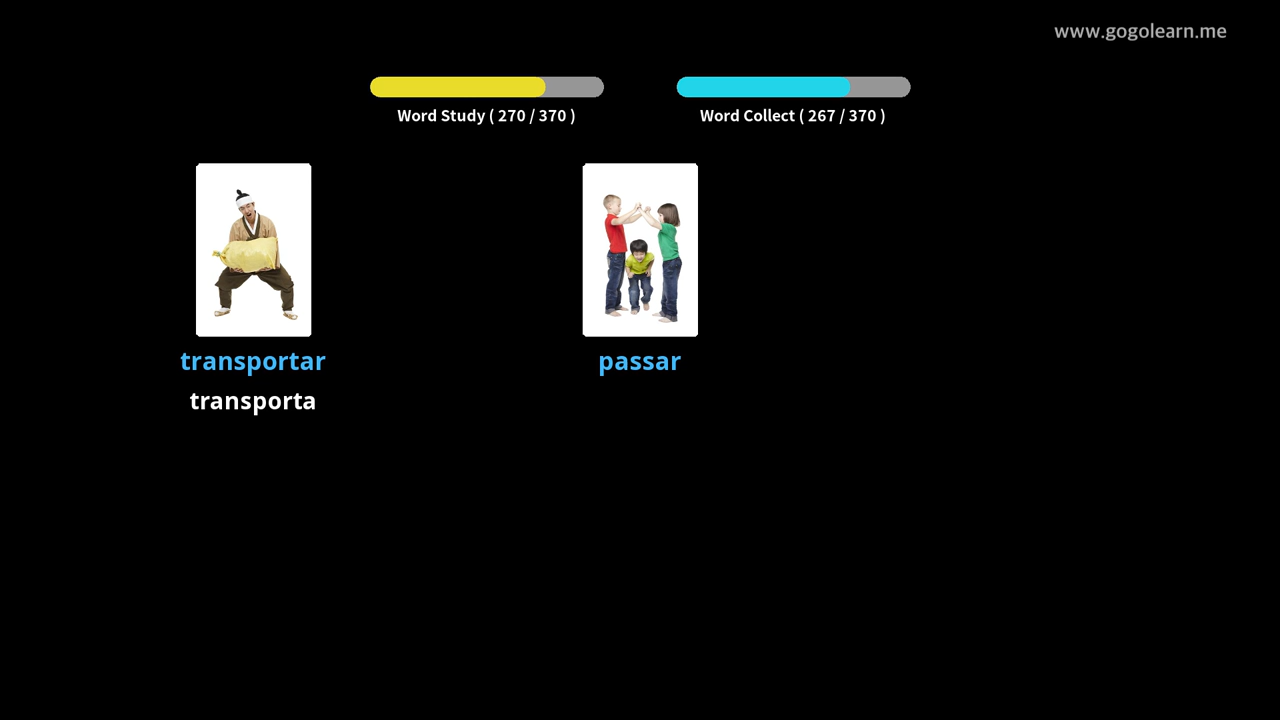 www.gogolearn.me
Word Study ( 270 / 370 )
Word Collect ( 267 / 370 )
transportar
passar
transporta